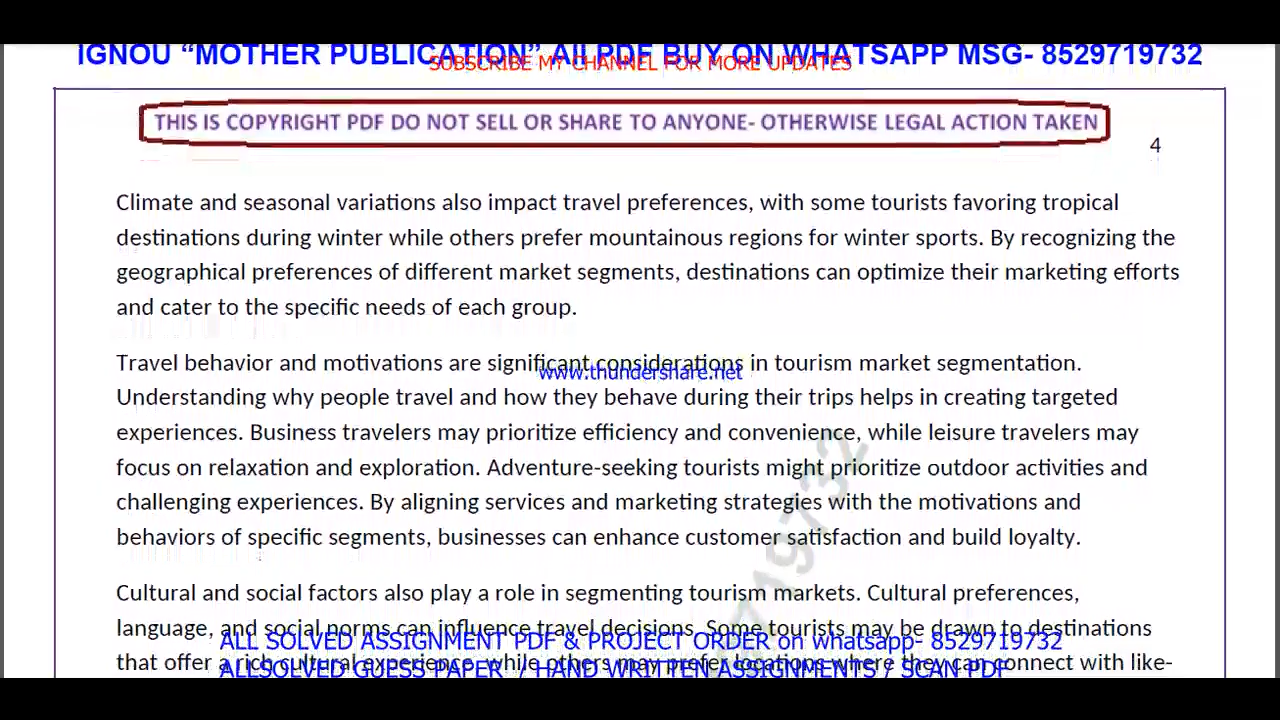 IGNOU “MOTHER PUBLICATION” All PDF BUY ON WHATSAPP MSG- 8529719732
SUBSCRIBE MY CHANNEL FOR MORE UPDATES
THIS IS COPYRIGHT PDF DO NOT SELL OR SHARE TO ANYONE- OTHERWISE LEGAL ACTION TAKEN
4
Climate and seasonal variations also impact travel preferences, with some tourists favoring tropical
destinations during winter while others prefer mountainous regions for winter sports. By recognizing the
geographical preferences of different market segments, destinations can optimize their marketing efforts
and cater to the specific needs of each group.
Travel behavior and motivations are significant considerations in tourism market segmentation.
www.thundershare.net
Understanding why people travel and how they behave during their trips helps in creating targeted
experiences. Business travelers may prioritize efficiency and convenience, while leisure travelers may
focus on relaxation and exploration. Adventure-seeking tourists might prioritize outdoor activities and
challenging experiences. By aligning services and marketing strategies with the motivations and
behaviors of specific segments, businesses can enhance customer satisfaction and build loyalty.
Cultural and social factors also play a role in segmenting tourism markets. Cultural preferences,
language, and social norms can influence travel decisions. Some tourists may be drawn to destinations
ALL SOLVED ASSIGNMENT PDF & PROJECT ORDER on whatsapp- 8529719732
that offer a rich cultural experience, while others may prefer locations where they can connect with like-
ALLSOLVED GUESS PAPER / HAND WRITTEN ASSIGNMENTS / SCAN PDF
9719732